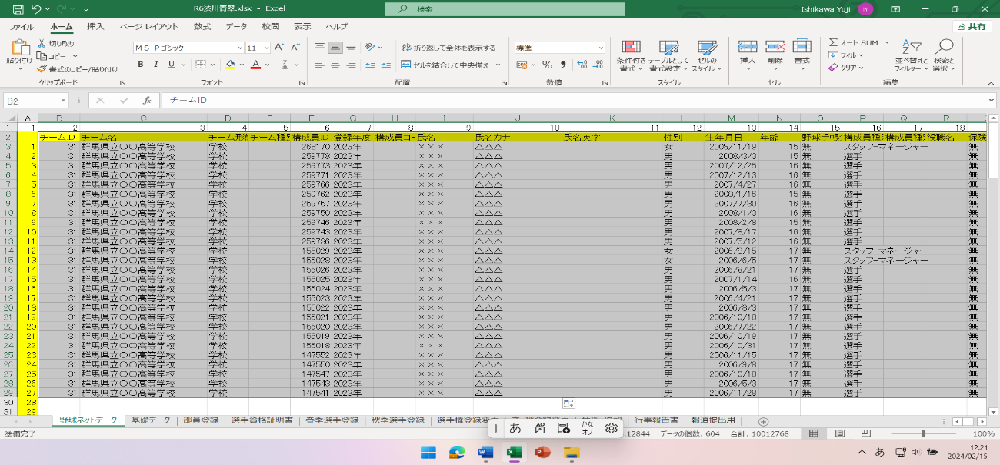 R6渋川青翠.xlsx - Excel
検索
Ishikawa Yuji
IY
ファイル ホーム 挿入 ページ レイアウト 数式 データ 校閲 表示 ヘルプ
共有
貼り付け
切り取り
コピー
書式のコピー/貼り付け
クリップボード
ＭＳ Ｐゴシック 11
B I U
フォント
折り返して全体を表示する
セルを結合して中央揃え
配置
標準
数値
条件付き書式
テーブルとして書式設定
セルのスタイル
スタイル
挿入 削除 書式
セル
オート SUM
フィル
クリア
並べ替えとフィルター
検索と選択
編集
B2 fx チームID
A B C D E F G H I J K L M N O P Q R S
1 1 2 3 4 5 6 7 8 9 10 11 12 13 14 15 16 17 18
2 チームID チーム名 チーム形態 チーム種別 構成員ID 登録年度 構成員コー 氏名 氏名カナ 氏名英字 性別 生年月日 年齢 野球手帳 構成員種別 構成員種別 役職名 保険
3 1 31 群馬県立〇〇高等学校 学校 268170 2023年 ××× △△△ 女 2008/11/19 15 無 スタッフーマネージャー 無
4 2 31 群馬県立〇〇高等学校 学校 259778 2023年 ××× △△△ 男 2008/3/3 15 無 選手 無
5 3 31 群馬県立〇〇高等学校 学校 259773 2023年 ××× △△△ 男 2007/12/25 16 無 選手 無
6 4 31 群馬県立〇〇高等学校 学校 259771 2023年 ××× △△△ 男 2007/12/13 16 無 選手 無
7 5 31 群馬県立〇〇高等学校 学校 259766 2023年 ××× △△△ 男 2007/4/27 16 無 選手 無
8 6 31 群馬県立〇〇高等学校 学校 259762 2023年 ××× △△△ 男 2008/1/16 15 無 選手 無
9 7 31 群馬県立〇〇高等学校 学校 259757 2023年 ××× △△△ 男 2007/7/30 16 無 選手 無
10 8 31 群馬県立〇〇高等学校 学校 259750 2023年 ××× △△△ 男 2008/1/3 16 無 選手 無
11 9 31 群馬県立〇〇高等学校 学校 259746 2023年 ××× △△△ 男 2008/2/8 15 無 選手 無
12 10 31 群馬県立〇〇高等学校 学校 259743 2023年 ××× △△△ 男 2007/8/17 16 無 選手 無
13 11 31 群馬県立〇〇高等学校 学校 259736 2023年 ××× △△△ 男 2007/5/12 16 無 選手 無
14 12 31 群馬県立〇〇高等学校 学校 156029 2023年 ××× △△△ 女 2006/8/15 17 無 スタッフーマネージャー 無
15 13 31 群馬県立〇〇高等学校 学校 156028 2023年 ××× △△△ 女 2006/6/5 17 無 スタッフーマネージャー 無
16 14 31 群馬県立〇〇高等学校 学校 156026 2023年 ××× △△△ 男 2006/8/21 17 無 選手 無
17 15 31 群馬県立〇〇高等学校 学校 156025 2023年 ××× △△△ 男 2007/1/14 16 無 選手 無
18 16 31 群馬県立〇〇高等学校 学校 156024 2023年 ××× △△△ 男 2006/5/3 17 無 選手 無
19 17 31 群馬県立〇〇高等学校 学校 156023 2023年 ××× △△△ 男 2006/4/21 17 無 選手 無
20 18 31 群馬県立〇〇高等学校 学校 156022 2023年 ××× △△△ 男 2006/8/3 17 無 選手 無
21 19 31 群馬県立〇〇高等学校 学校 156021 2023年 ××× △△△ 男 2006/10/18 17 無 選手 無
22 20 31 群馬県立〇〇高等学校 学校 156020 2023年 ××× △△△ 男 2006/7/22 17 無 選手 無
23 21 31 群馬県立〇〇高等学校 学校 156019 2023年 ××× △△△ 男 2006/10/19 17 無 選手 無
24 22 31 群馬県立〇〇高等学校 学校 156018 2023年 ××× △△△ 男 2006/10/31 17 無 選手 無
25 23 31 群馬県立〇〇高等学校 学校 147552 2023年 ××× △△△ 男 2006/11/15 17 無 選手 無
26 24 31 群馬県立〇〇高等学校 学校 147550 2023年 ××× △△△ 男 2006/9/8 17 無 選手 無
27 25 31 群馬県立〇〇高等学校 学校 147547 2023年 ××× △△△ 男 2006/10/18 17 無 選手 無
28 26 31 群馬県立〇〇高等学校 学校 147543 2023年 ××× △△△ 男 2006/5/3 17 無 選手 無
29 27 31 群馬県立〇〇高等学校 学校 147541 2023年 ××× △△△ 男 2006/11/28 17 無 選手 無
30 28
31 29
野球ネットデータ 基礎データ 部員登録 選手資格証明書 春季選手登録 秋季選手登録 選手権登録変 行事報告書 報道提出用
あ かなオフ
準備完了 .12844 データの個数: 604 合計: 10012768 100%
あ 12:21
2024/02/15